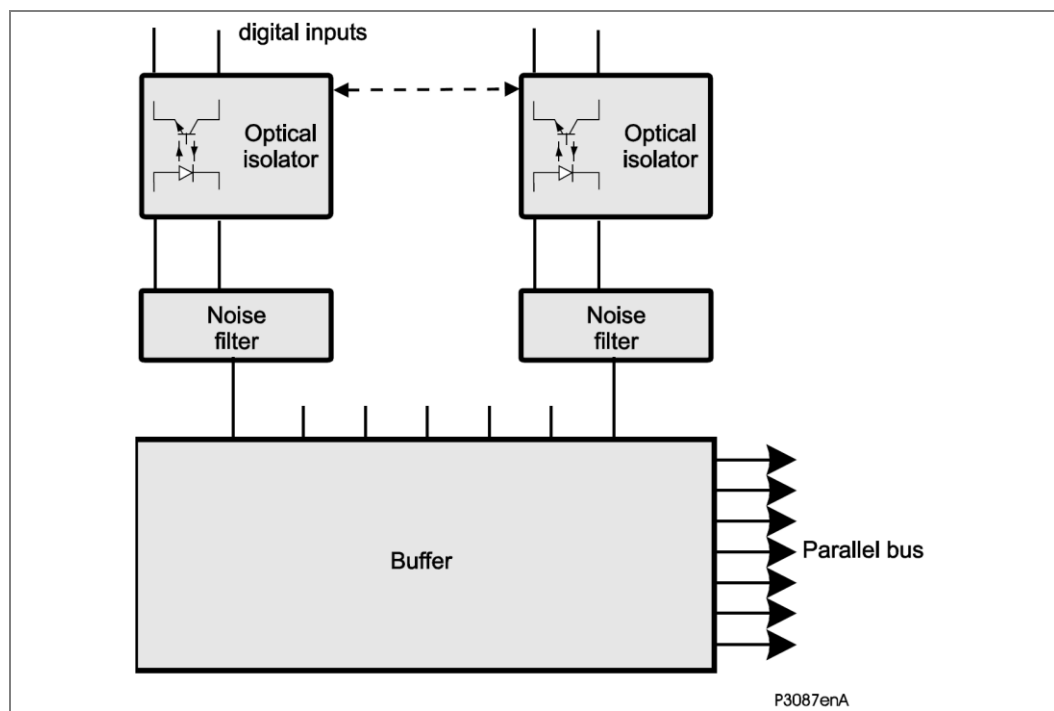 digital inputs
Optical
isolator
Optical
isolator
Noise
filter
Noise
filter
Buffer
Parallel bus
P3087enA